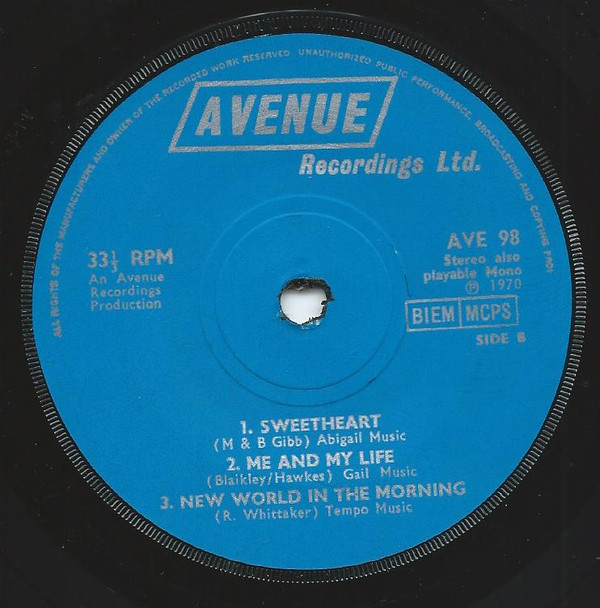 ALL RIGHTS OF THE MANUFACTURERS AND OWNER OF THE RECORDED WORK RESERVED. UNAUTHORIZED PUBLIC PERFORMANCE, BROADCASTING AND COPYING
AVENUE
Recordings Ltd.
33⅓ RPM
An Avenue
Recordings
Production
AVE 98
Stereo also
playable Mono
℗ 1970
BIEM MCPS
SIDE B
1. SWEETHEART
(M & B Gibb) Abigail Music
2. ME AND MY LIFE
(Blaikley/Hawkes) Gail Music
3. NEW WORLD IN THE MORNING
(R. Whittaker) Tempo Music